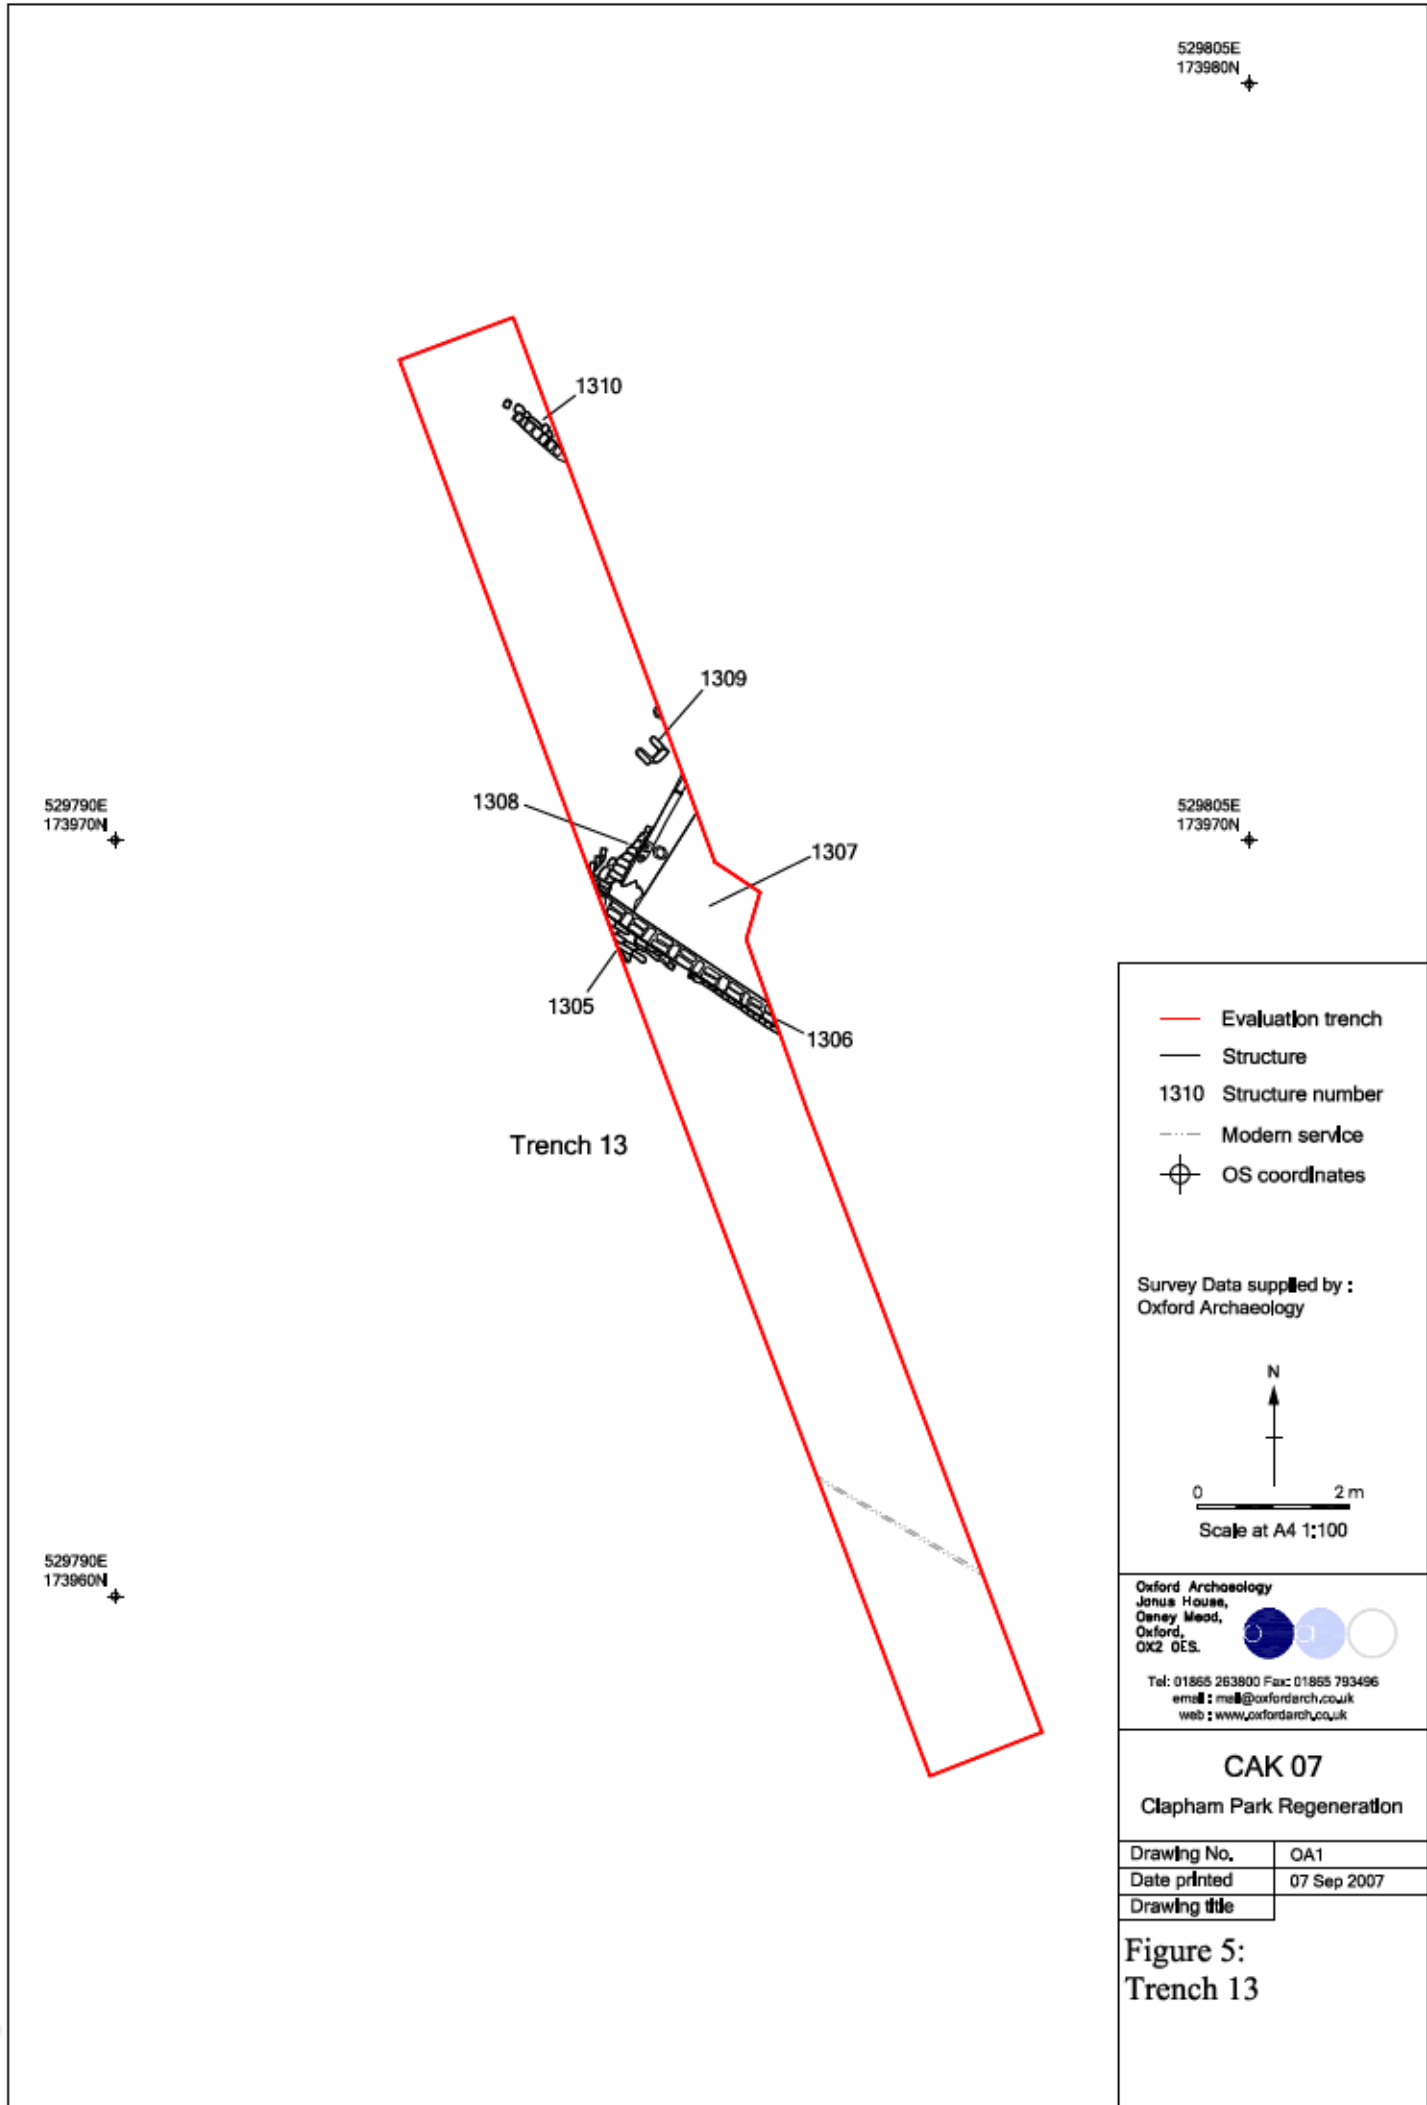 529805E
173980N
1310
1309
1308
529790E
173970N
529805E
173970N
1307
1305
1306
Trench 13
529790E
173960N
Evaluation trench
Structure
1310 Structure number
Modern service
OS coordinates
Survey Data supplied by :
Oxford Archaeology
N
0 2 m
Scale at A4 1:100
Oxford Archaeology
Janus House,
Osney Mead,
Oxford,
OX2 0ES.
oa
Tel: 01865 263800 Fax: 01865 793496
email : mail@oxfordarch.co.uk
web : www.oxfordarch.co.uk
CAK 07
Clapham Park Regeneration
Drawing No. OA1
Date printed 07 Sep 2007
Drawing title
Figure 5:
Trench 13